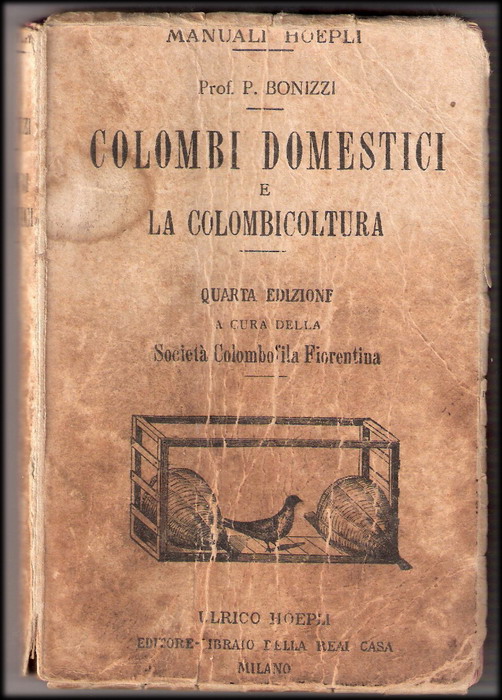 MANUALI HOEPLI
Prof. P. BONIZZI
COLOMBI DOMESTICI
E
LA COLOMBICOLTURA
QUARTA EDIZIONE
A CURA DELLA
Società Colombofila Fiorentina
ULRICO HOEPLI
EDITORE-LIBRAIO DELLA REAL CASA
MILANO